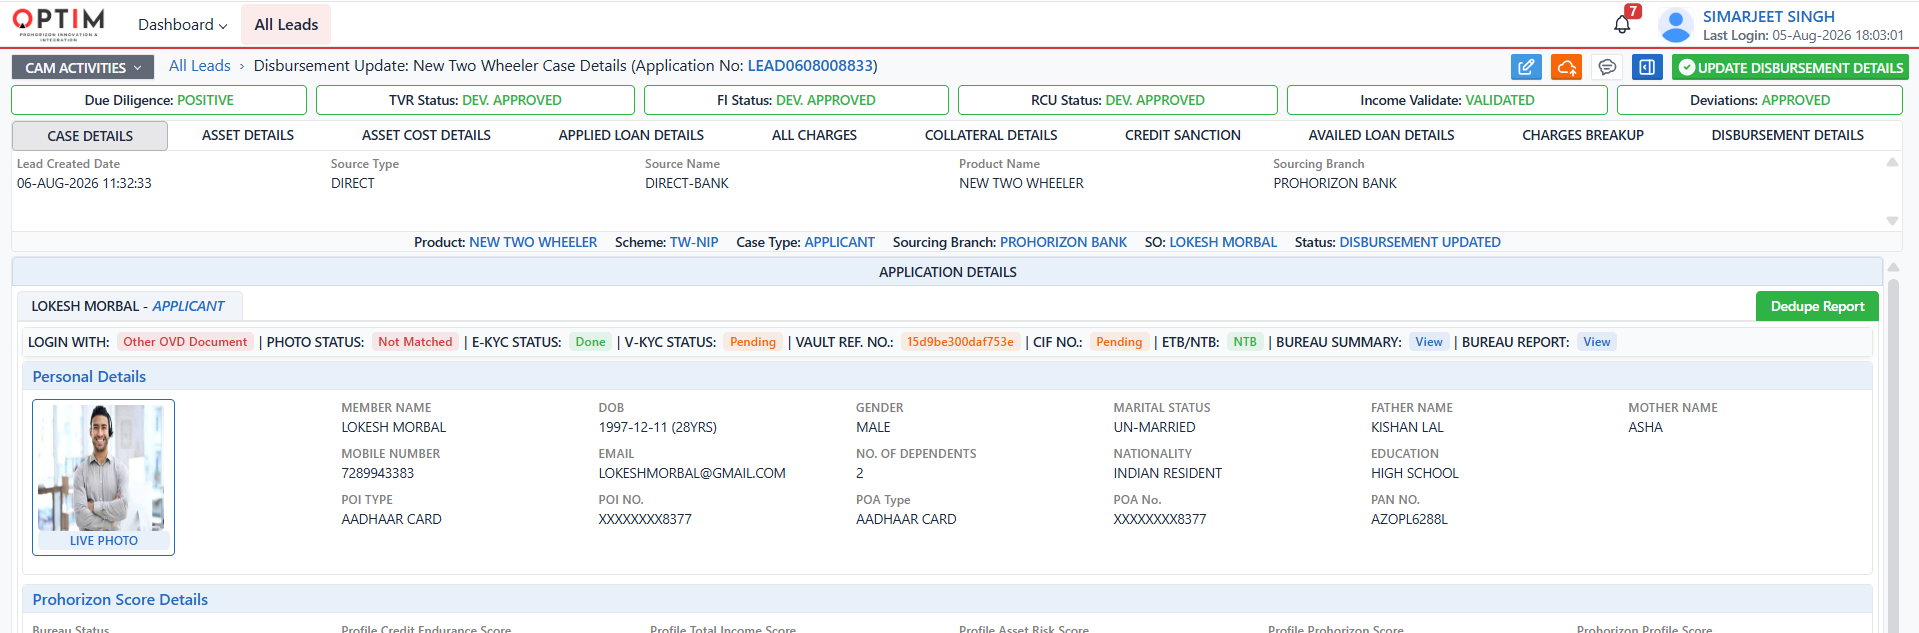 OPTIM
PROHORIZON INNOVATION &
INTEGRATION
Dashboard
All Leads
7
SIMARJEET SINGH
Last Login: 05-Aug-2026 18:03:01
CAM ACTIVITIES
All Leads › Disbursement Update: New Two Wheeler Case Details (Application No: LEAD0608008833)
UPDATE DISBURSEMENT DETAILS
Due Diligence: POSITIVE
TVR Status: DEV. APPROVED
FI Status: DEV. APPROVED
RCU Status: DEV. APPROVED
Income Validate: VALIDATED
Deviations: APPROVED
CASE DETAILS
ASSET DETAILS
ASSET COST DETAILS
APPLIED LOAN DETAILS
ALL CHARGES
COLLATERAL DETAILS
CREDIT SANCTION
AVAILED LOAN DETAILS
CHARGES BREAKUP
DISBURSEMENT DETAILS
Lead Created Date
06-AUG-2026 11:32:33
Source Type
DIRECT
Source Name
DIRECT-BANK
Product Name
NEW TWO WHEELER
Sourcing Branch
PROHORIZON BANK
Product: NEW TWO WHEELER Scheme: TW-NIP Case Type: APPLICANT Sourcing Branch: PROHORIZON BANK SO: LOKESH MORBAL Status: DISBURSEMENT UPDATED
APPLICATION DETAILS
LOKESH MORBAL - APPLICANT
Dedupe Report
LOGIN WITH: Other OVD Document | PHOTO STATUS: Not Matched | E-KYC STATUS: Done | V-KYC STATUS: Pending | VAULT REF. NO.: 15d9be300daf753e | CIF NO.: Pending | ETB/NTB: NTB | BUREAU SUMMARY: View | BUREAU REPORT: View
Personal Details
LIVE PHOTO
MEMBER NAME
LOKESH MORBAL
DOB
1997-12-11 (28YRS)
GENDER
MALE
MARITAL STATUS
UN-MARRIED
FATHER NAME
KISHAN LAL
MOTHER NAME
ASHA
MOBILE NUMBER
7289943383
EMAIL
LOKESHMORBAL@GMAIL.COM
NO. OF DEPENDENTS
2
NATIONALITY
INDIAN RESIDENT
EDUCATION
HIGH SCHOOL
POI TYPE
AADHAAR CARD
POI NO.
XXXXXXXX8377
POA Type
AADHAAR CARD
POA No.
XXXXXXXX8377
PAN NO.
AZOPL6288L
Prohorizon Score Details
Bureau Status
Profile Credit Endurance Score
Profile Total Income Score
Profile Asset Risk Score
Profile Prohorizon Score
Prohorizon Profile Score